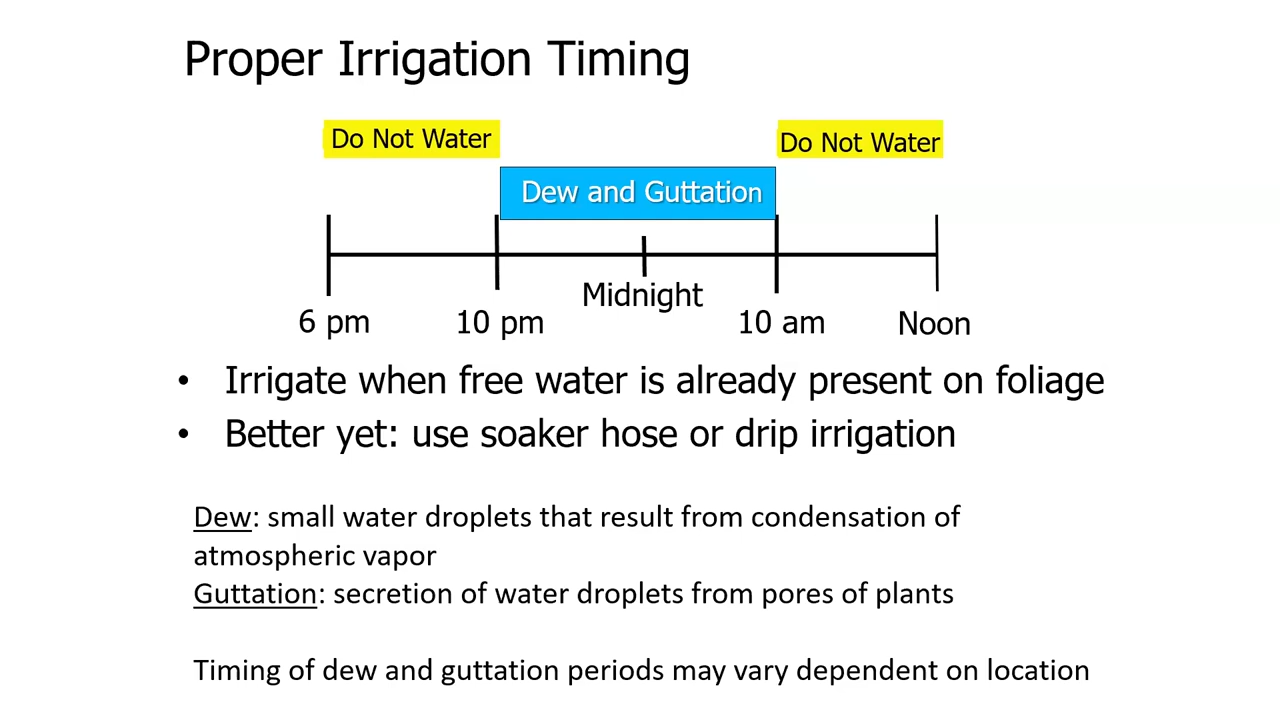 Proper Irrigation Timing
Do Not Water
Do Not Water
Dew and Guttation
Midnight
6 pm
10 pm
10 am
Noon
• Irrigate when free water is already present on foliage
• Better yet: use soaker hose or drip irrigation
Dew: small water droplets that result from condensation of
atmospheric vapor
Guttation: secretion of water droplets from pores of plants
Timing of dew and guttation periods may vary dependent on location